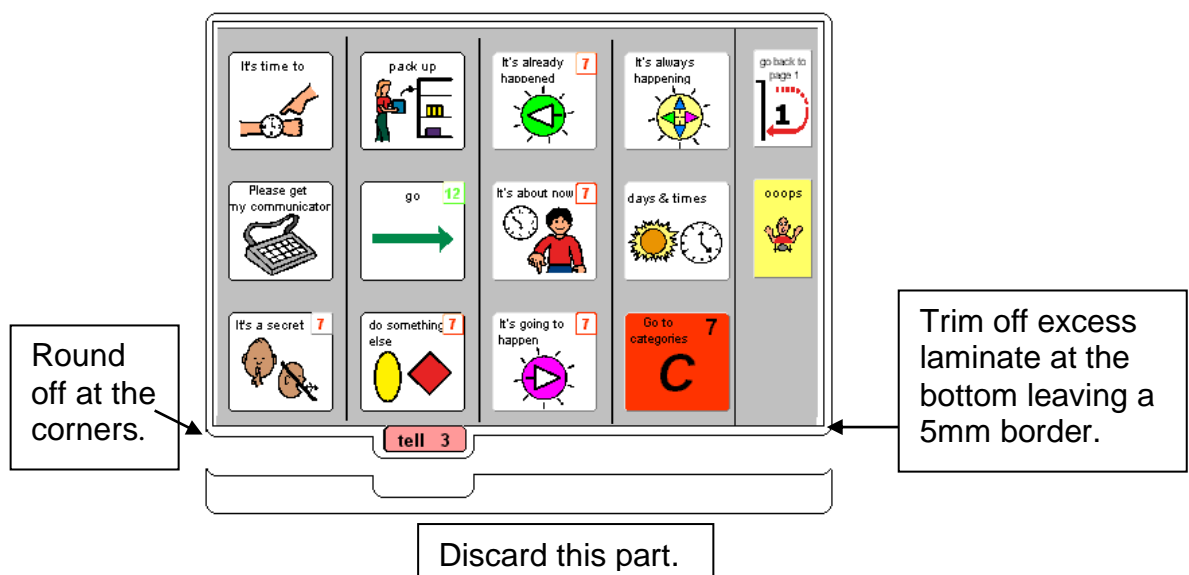 It's time to
pack up
It's already 7
happened
It's always
happening
go back to
page 1
1
Please get
my communicator
go 12
It's about now 7
days & times
ooops
It's a secret 7
do something 7
else
It's going to 7
happen
Go to 7
categories
C
tell 3
Round
off at the
corners.
Trim off excess
laminate at the
bottom leaving a
5mm border.
Discard this part.